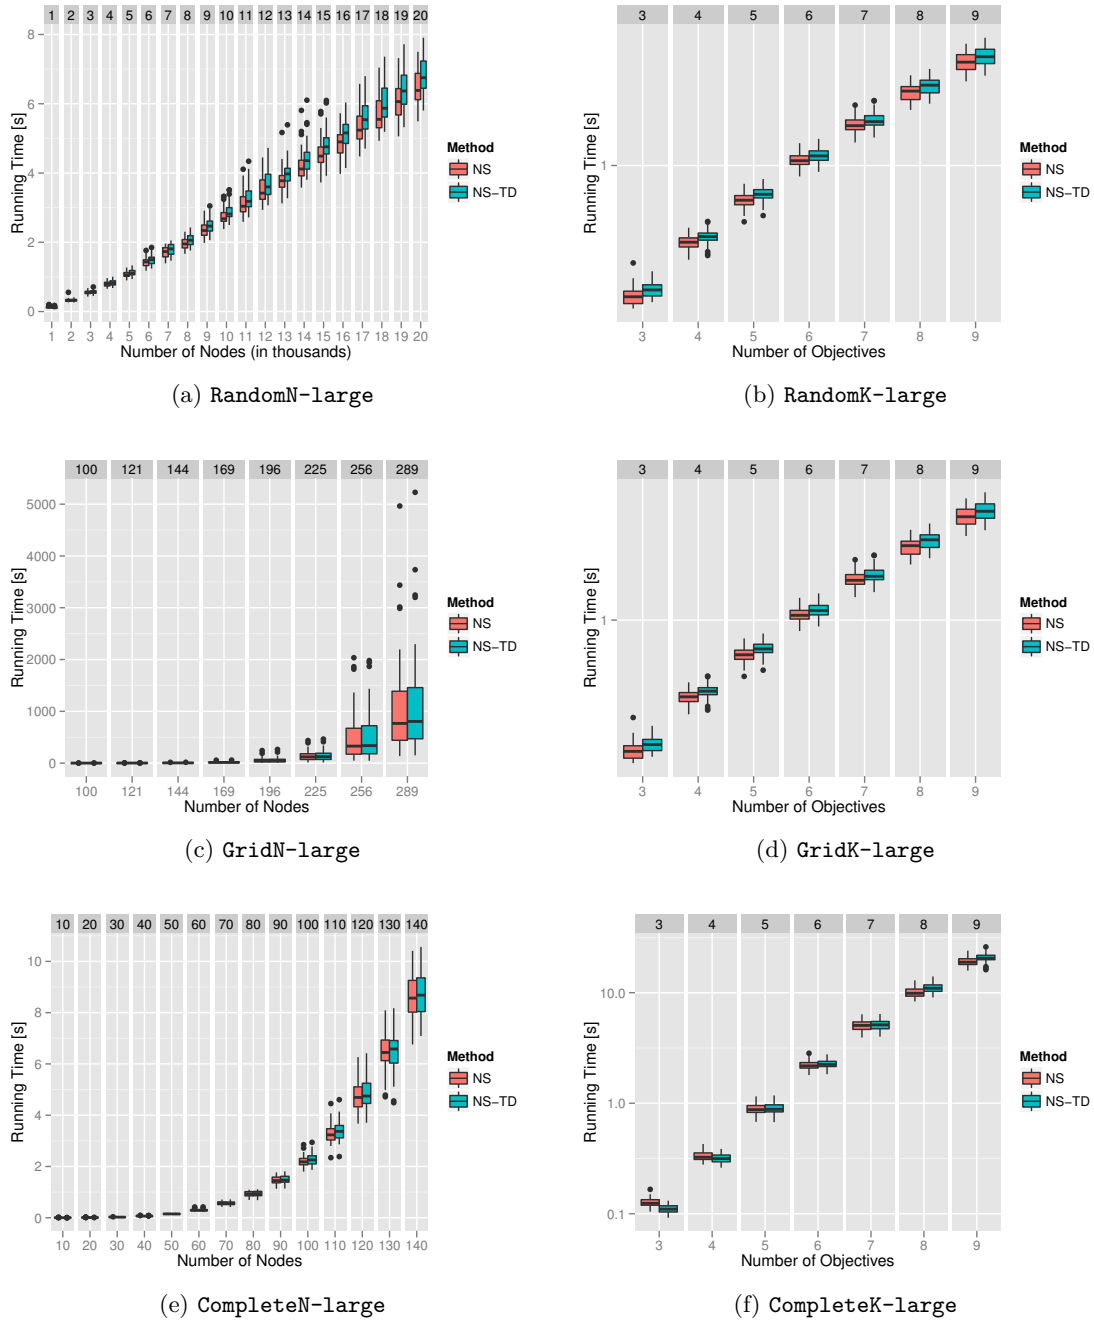 1 2 3 4 5 6 7 8 9 10 11 12 13 14 15 16 17 18 19 20
8
6
4
2
0
Running Time [s]
1 2 3 4 5 6 7 8 9 10 11 12 13 14 15 16 17 18 19 20
Number of Nodes (in thousands)
Method
NS
NS-TD
(a) RandomN-large
3 4 5 6 7 8 9
1
Running Time [s]
3 4 5 6 7 8 9
Number of Objectives
Method
NS
NS-TD
(b) RandomK-large
100 121 144 169 196 225 256 289
5000
4000
3000
2000
1000
0
Running Time [s]
100 121 144 169 196 225 256 289
Number of Nodes
Method
NS
NS-TD
(c) GridN-large
3 4 5 6 7 8 9
1
Running Time [s]
3 4 5 6 7 8 9
Number of Objectives
Method
NS
NS-TD
(d) GridK-large
10 20 30 40 50 60 70 80 90 100 110 120 130 140
10
8
6
4
2
0
Running Time [s]
10 20 30 40 50 60 70 80 90 100 110 120 130 140
Number of Nodes
Method
NS
NS-TD
(e) CompleteN-large
3 4 5 6 7 8 9
10.0
1.0
0.1
Running Time [s]
3 4 5 6 7 8 9
Number of Objectives
Method
NS
NS-TD
(f) CompleteK-large